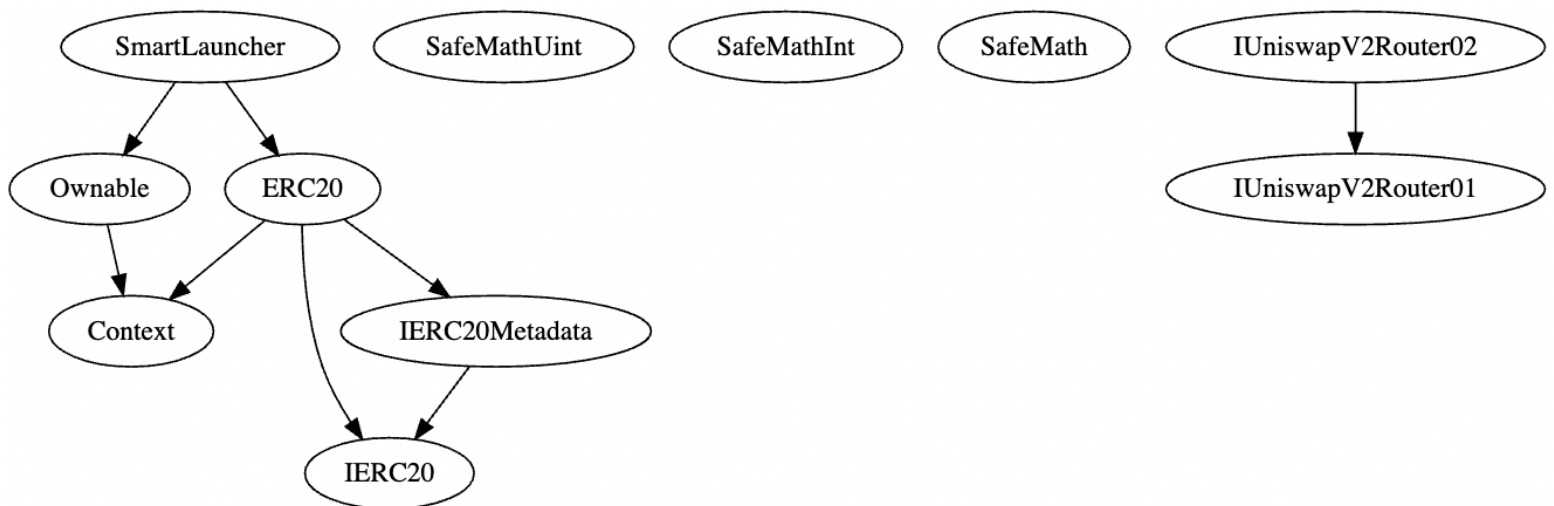 SmartLauncher
SafeMathUint
SafeMathInt
SafeMath
IUniswapV2Router02
Ownable
ERC20
IUniswapV2Router01
Context
IERC20Metadata
IERC20